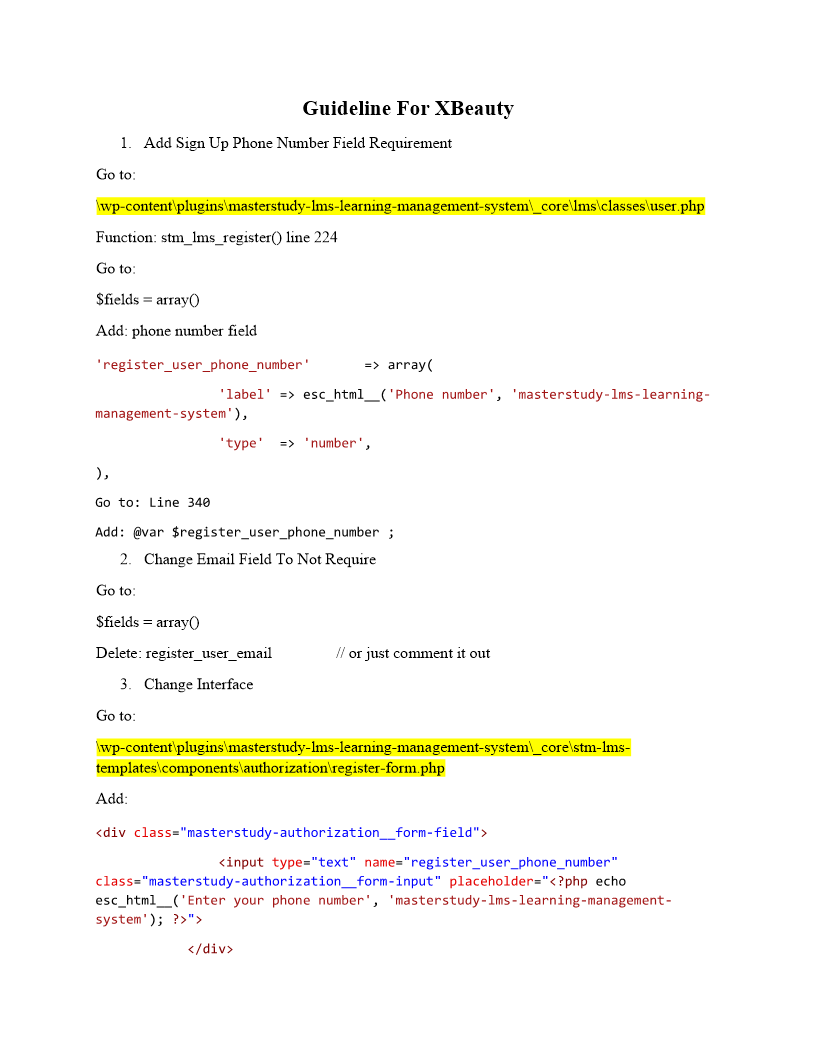 Guideline For XBeauty
1. Add Sign Up Phone Number Field Requirement
Go to:
\wp-content\plugins\masterstudy-lms-learning-management-system\_core\lms\classes\user.php
Function: stm_lms_register() line 224
Go to:
$fields = array()
Add: phone number field
'register_user_phone_number' => array(
'label' => esc_html__('Phone number', 'masterstudy-lms-learning-
management-system'),
'type' => 'number',
),
Go to: Line 340
Add: @var $register_user_phone_number ;
2. Change Email Field To Not Require
Go to:
$fields = array()
Delete: register_user_email // or just comment it out
3. Change Interface
Go to:
\wp-content\plugins\masterstudy-lms-learning-management-system\_core\stm-lms-
templates\components\authorization\register-form.php
Add:
<div class="masterstudy-authorization__form-field">
<input type="text" name="register_user_phone_number"
class="masterstudy-authorization__form-input" placeholder="<?php echo
esc_html__('Enter your phone number', 'masterstudy-lms-learning-management-
system'); ?>">
</div>